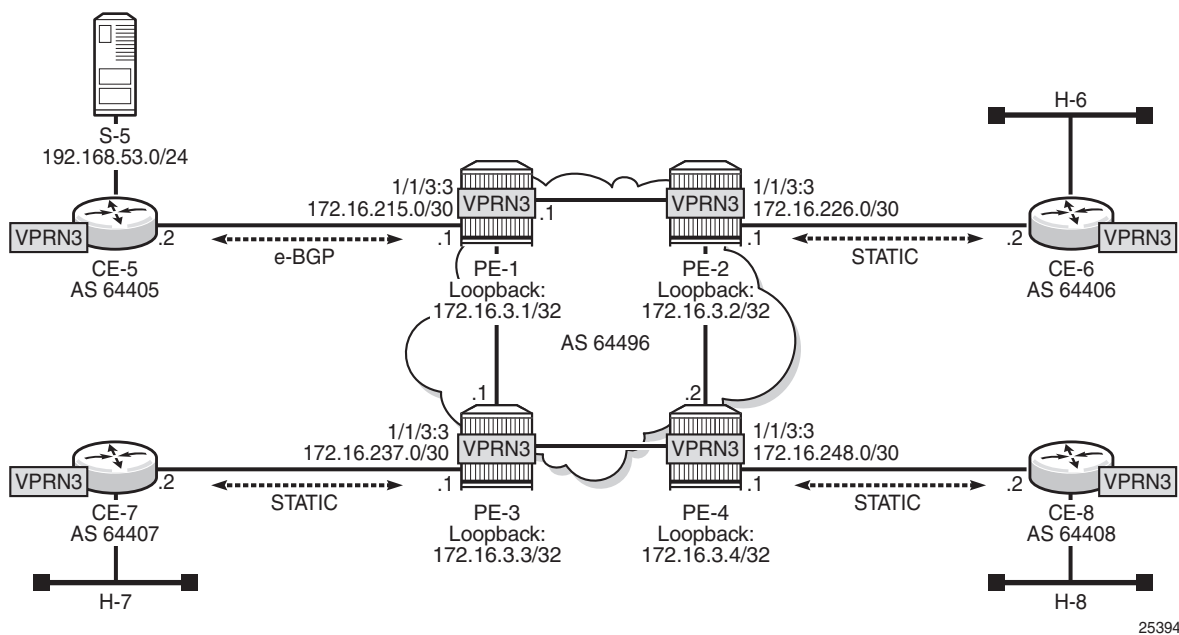 S-5
192.168.53.0/24
H-6
1/1/3:3
172.16.215.0/30
VPRN3
.1
VPRN3
1/1/3:3
172.16.226.0/30
VPRN3
.2
.1
.1
.2
VPRN3
e-BGP
STATIC
CE-5
AS 64405
PE-1
Loopback:
172.16.3.1/32
PE-2
Loopback:
172.16.3.2/32
CE-6
AS 64406
AS 64496
.1
.2
1/1/3:3
172.16.237.0/30
VPRN3
VPRN3
1/1/3:3
172.16.248.0/30
VPRN3
.2
.1
.1
.2
VPRN3
STATIC
STATIC
CE-7
AS 64407
PE-3
Loopback:
172.16.3.3/32
PE-4
Loopback:
172.16.3.4/32
CE-8
AS 64408
H-7
H-8
25394